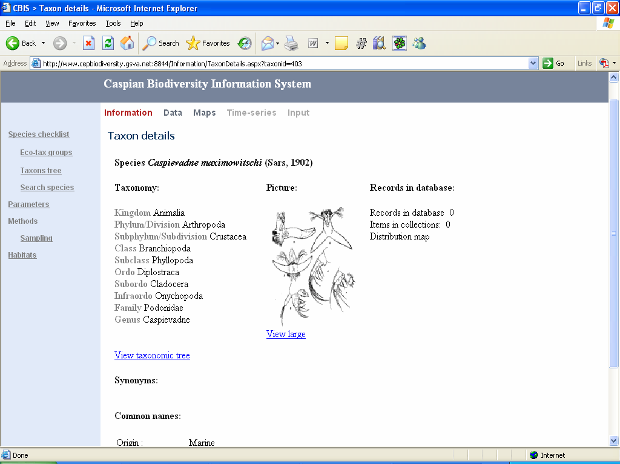 CBIS > Taxon details - Microsoft Internet Explorer
File Edit View Favorites Tools Help
Back Search Favorites
Address http://www.cepbiodiversity.gsva.net:8844/Information/TaxonDetails.aspx?taxonid=403 Go Links
Caspian Biodiversity Information System
Information Data Maps Time-series Input
Species checklist
Eco-tax groups
Taxons tree
Search species
Parameters
Methods
Sampling
Habitats
Taxon details
Species Caspievadne maximowitschi (Sars, 1902)
Taxonomy:
Kingdom Animalia
Phylum/Division Arthropoda
Subphylum/Subdivision Crustacea
Class Branchiopoda
Subclass Phyllopoda
Ordo Diplostraca
Subordo Cladocera
Infraordo Onychopoda
Family Podonidae
Genus Caspievadne
View taxonomic tree
Picture:
View large
Records in database:
Records in database 0
Items in collections: 0
Distribution map
Synonyms:
Common names:
Origin : Marine
Done Internet